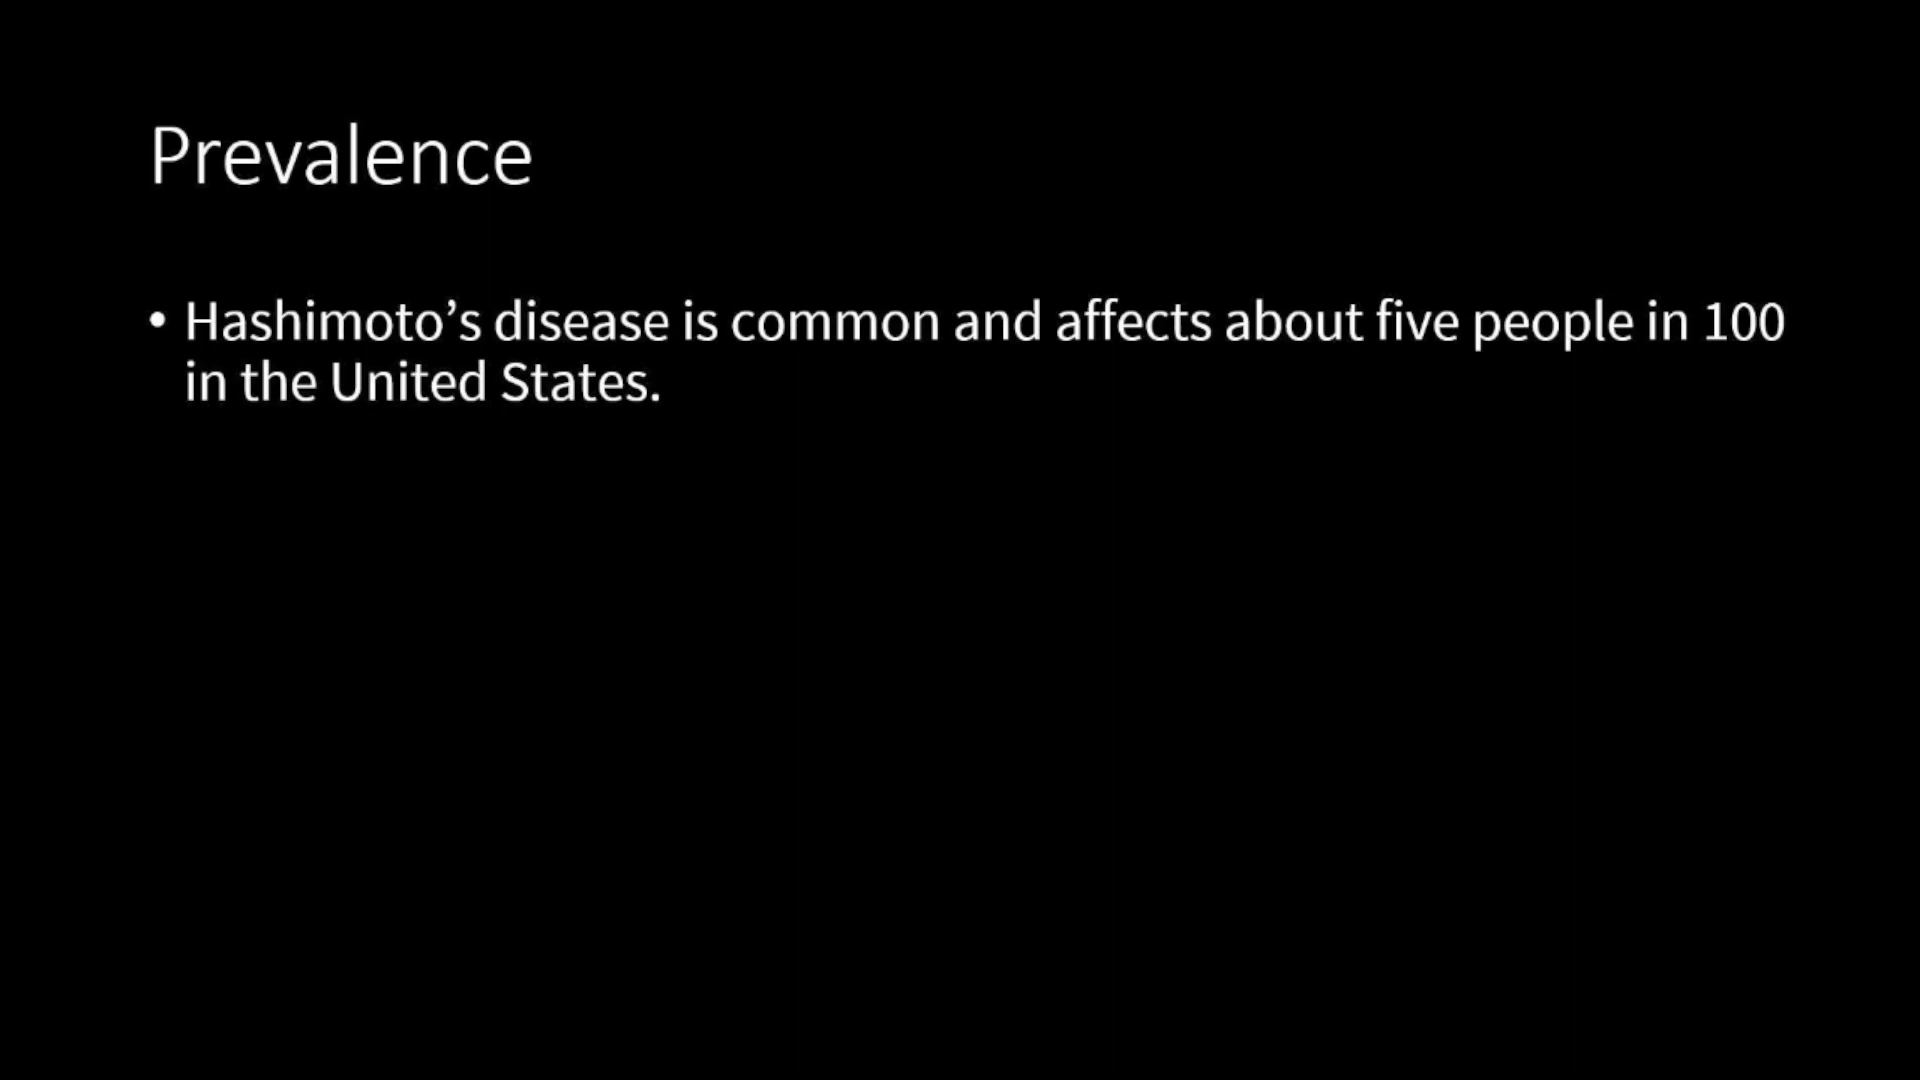 Prevalence
• Hashimoto’s disease is common and affects about five people in 100
in the United States.